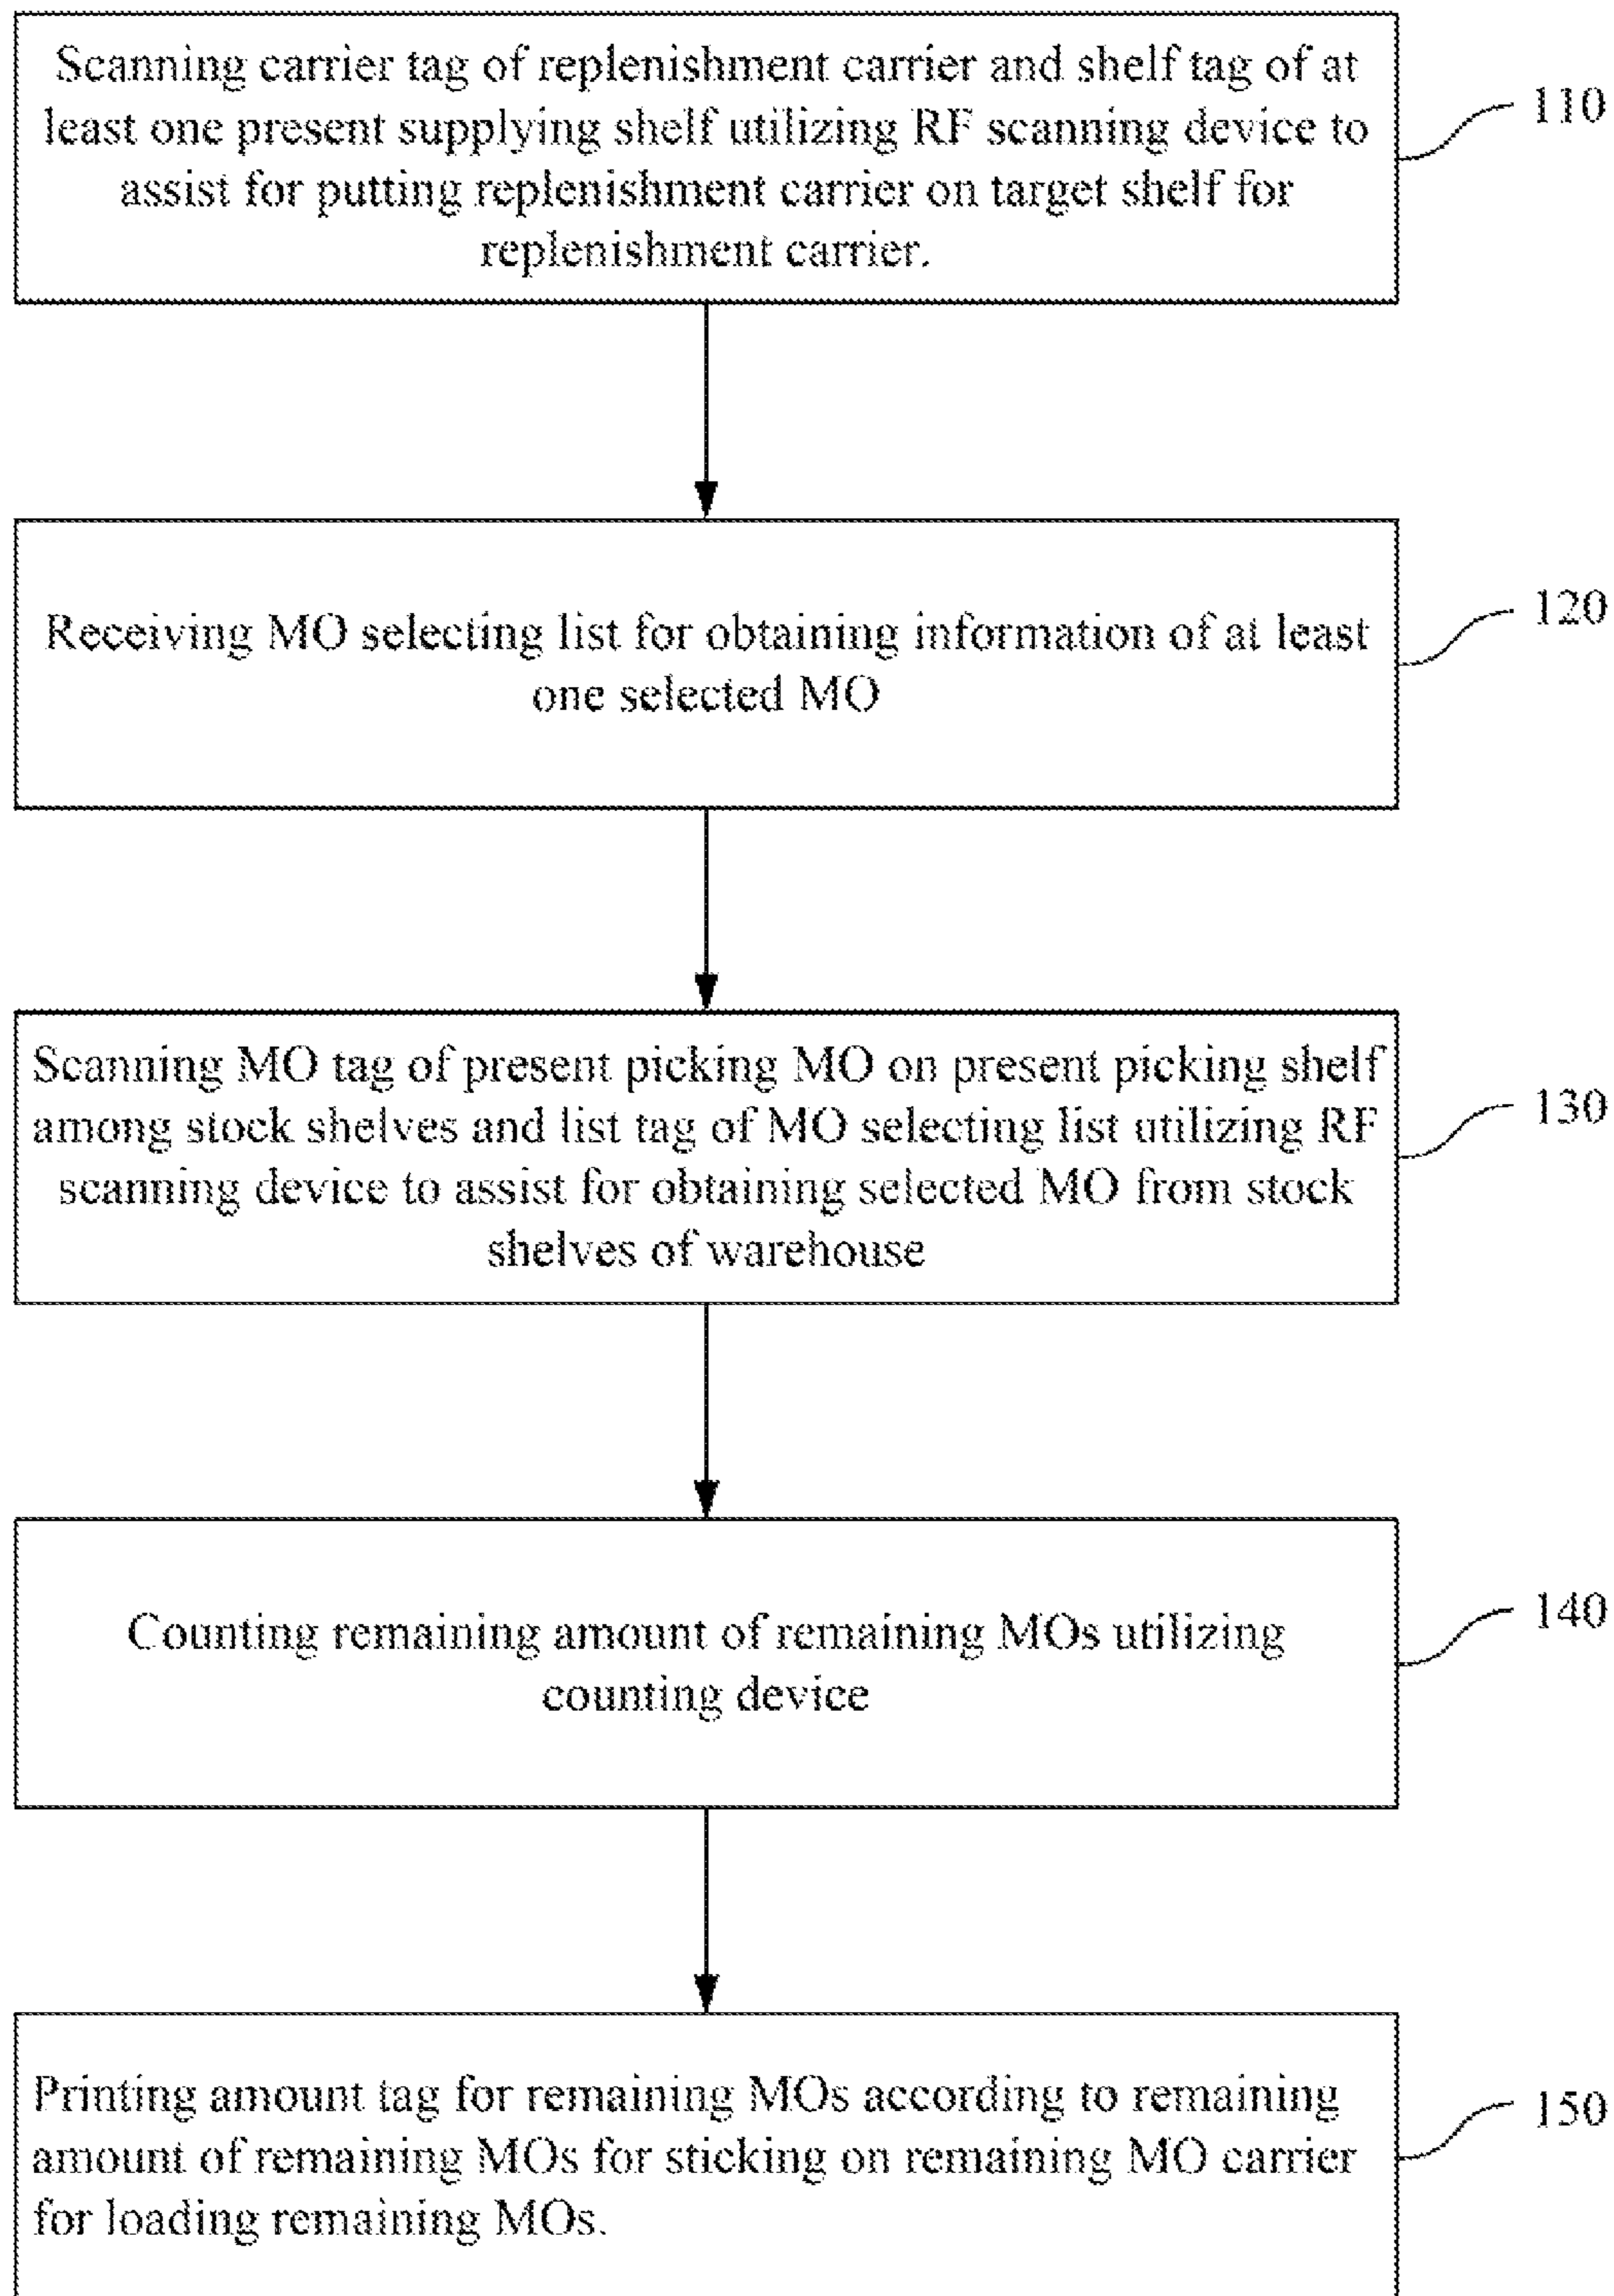 Scanning carrier tag of replenishment carrier and shelf tag of at
least one present supplying shelf utilizing RF scanning device to
assist for putting replenishment carrier on target shelf for
replenishment carrier.
110
Receiving MO selecting list for obtaining information of at least
one selected MO
120
Scanning MO tag of present picking MO on present picking shelf
among stock shelves and list tag of MO selecting list utilizing RF
scanning device to assist for obtaining selected MO from stock
shelves of warehouse
130
Counting remaining amount of remaining MOs utilizing
counting device
140
Printing amount tag for remaining MOs according to remaining
amount of remaining MOs for sticking on remaining MO carrier
for loading remaining MOs.
150